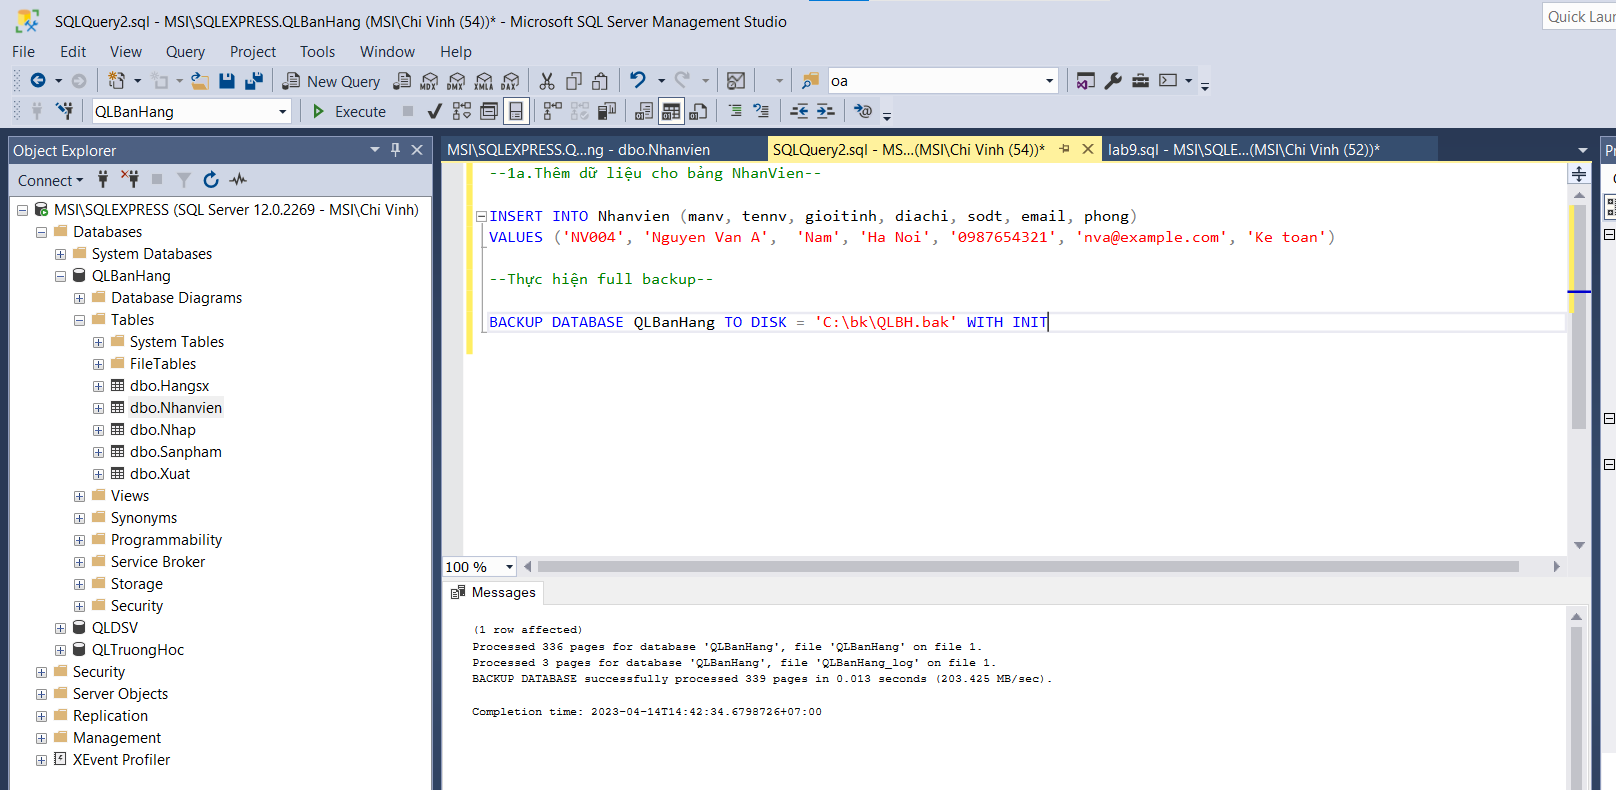 SQLQuery2.sql - MSI\SQLEXPRESS.QLBanHang (MSI\Chi Vinh (54))* - Microsoft SQL Server Management Studio
Quick Lau
File Edit View Query Project Tools Window Help
New Query MDX DMX XMLA DAX oa
QLBanHang Execute
Object Explorer
Connect
MSI\SQLEXPRESS (SQL Server 12.0.2269 - MSI\Chi Vinh)
Databases
System Databases
QLBanHang
Database Diagrams
Tables
System Tables
FileTables
dbo.Hangsx
dbo.Nhanvien
dbo.Nhap
dbo.Sanpham
dbo.Xuat
Views
Synonyms
Programmability
Service Broker
Storage
Security
QLDSV
QLTruongHoc
Security
Server Objects
Replication
Management
XEvent Profiler
MSI\SQLEXPRESS.Q...ng - dbo.Nhanvien
SQLQuery2.sql - MS...(MSI\Chi Vinh (54))*
lab9.sql - MSI\SQLE...(MSI\Chi Vinh (52))*
--1a.Thêm dữ liệu cho bảng NhanVien--
INSERT INTO Nhanvien (manv, tennv, gioitinh, diachi, sodt, email, phong)
VALUES ('NV004', 'Nguyen Van A', 'Nam', 'Ha Noi', '0987654321', 'nva@example.com', 'Ke toan')
--Thực hiện full backup--
BACKUP DATABASE QLBanHang TO DISK = 'C:\bk\QLBH.bak' WITH INIT
100 %
Messages
(1 row affected)
Processed 336 pages for database 'QLBanHang', file 'QLBanHang' on file 1.
Processed 3 pages for database 'QLBanHang', file 'QLBanHang_log' on file 1.
BACKUP DATABASE successfully processed 339 pages in 0.013 seconds (203.425 MB/sec).
Completion time: 2023-04-14T14:42:34.6798726+07:00
Pr